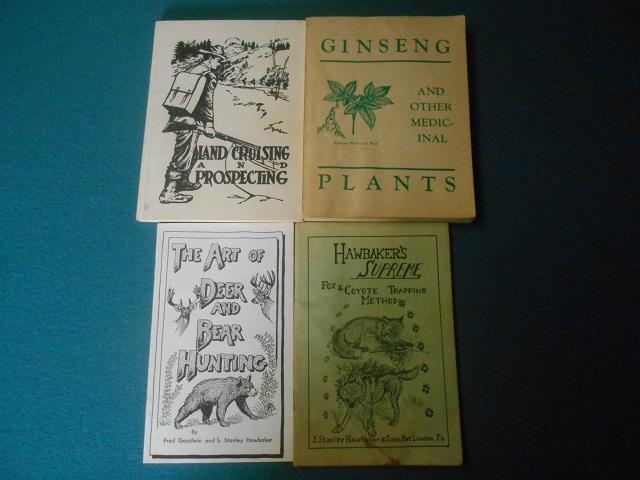 LAND CRUISING
AND
PROSPECTING
GINSENG
AND
OTHER
MEDIC-
INAL
PLANTS
THE ART OF
DEER
AND
BEAR
HUNTING
By
Fred Goodwin and S. Stanley Hawbaker
HAWBAKER'S
SUPREME
FOX & COYOTE TRAPPING
METHODS
S. Stanley Hawbaker & Sons, Fort Loudon, Pa.